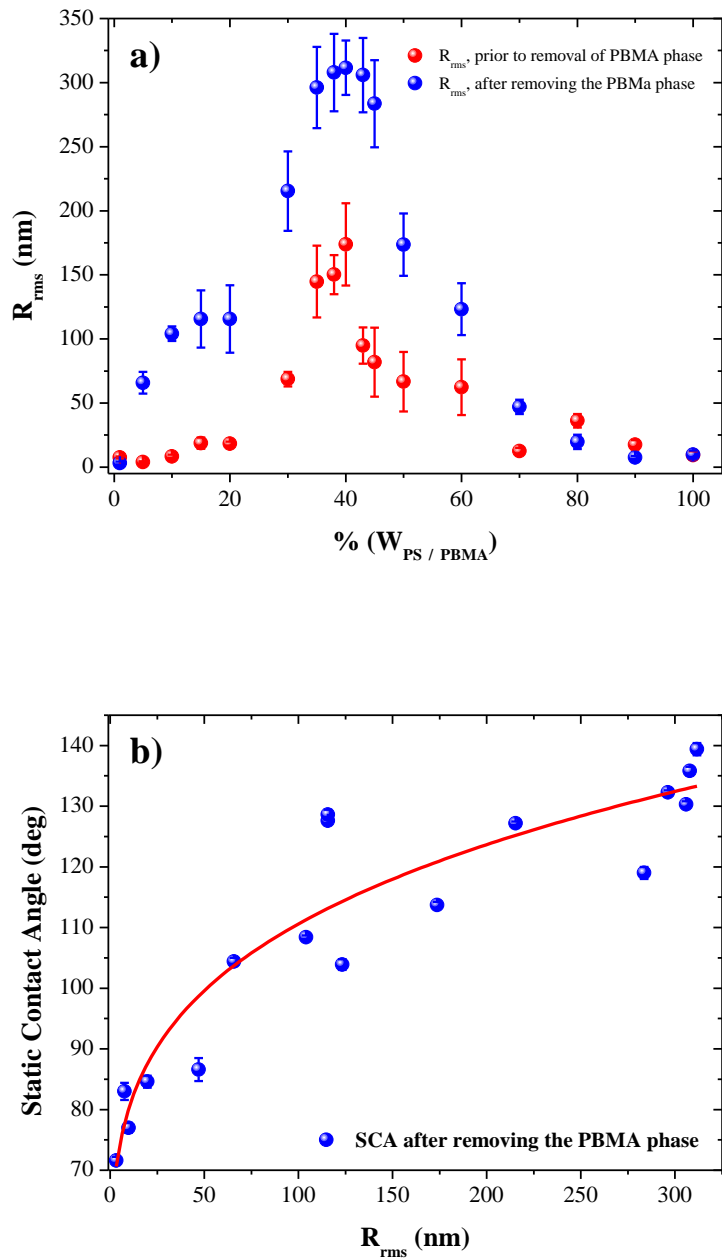 a)
R_rms, prior to removal of PBMA phase
R_rms, after removing the PBMa phase
350
300
250
200
150
100
50
0
R_rms (nm)
0 20 40 60 80 100
% (W_PS / PBMA)
b)
140
130
120
110
100
90
80
70
Static Contact Angle (deg)
SCA after removing the PBMA phase
0 50 100 150 200 250 300
R_rms (nm)